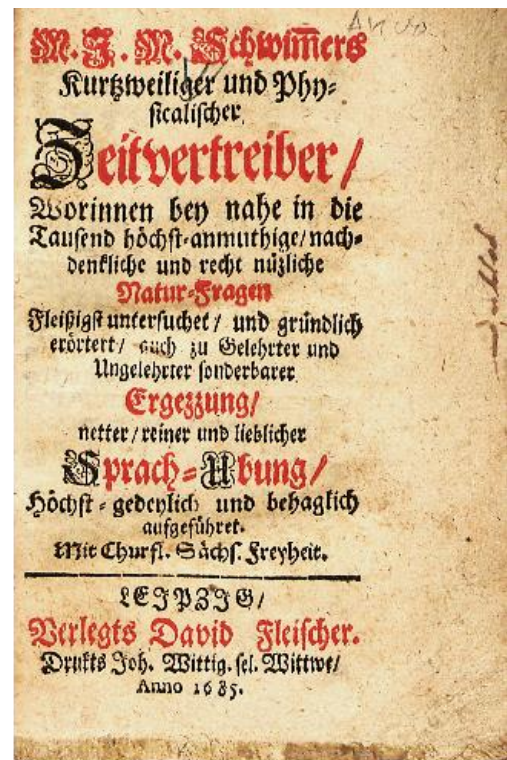 M. J. M. Schwim̅ers
Kurtzweiliger und Phy-
sicalischer
Zeitvertreiber/
Worinnen bey nahe in die
Tausend höchst-anmuthige/nach-
denkliche und recht nüzliche
Natur-Fragen
Fleißigst untersuchet/ und gründlich
erörtert/ auch zu Gelehrter und
Ungelehrter sonderbarer
Ergezzung/
netter/reiner und lieblicher
Sprach-Ubung/
Höchst-gedeylich und behaglich
aufgeführet.
Mit Churfl. Sächs. Freyheit.
LEJPZJG/
Verlegts David Fleischer.
Drukts Joh. Wittig. sel. Wittwe/
Anno 1685.